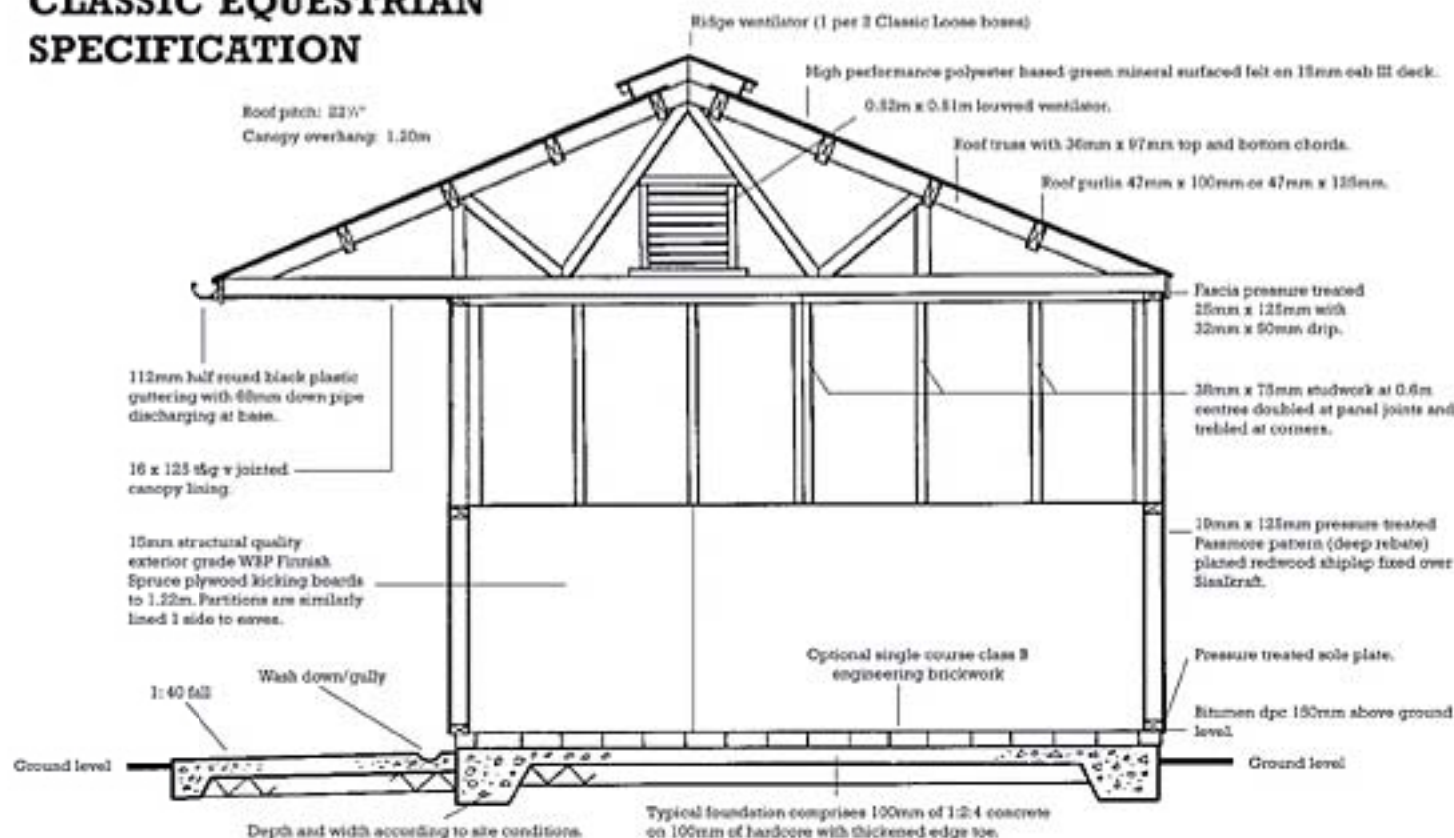 CLASSIC EQUESTRIAN
SPECIFICATION
Ridge ventilator (1 per 2 Classic Loose boxes)
High performance polyester based green mineral surfaced felt on 18mm osb III deck.
0.52m x 0.51m louvred ventilator.
Roof pitch: 22½°
Canopy overhang: 1.20m
Roof truss with 36mm x 97mm top and bottom chords.
Roof purlin 47mm x 100mm or 47mm x 125mm.
Fascia pressure treated
25mm x 125mm with
32mm x 50mm drip.
112mm half round black plastic
guttering with 68mm down pipe
discharging at base.
38mm x 75mm studwork at 0.6m
centres doubled at panel joints and
trebled at corners.
16 x 125 t&g v jointed
canopy lining.
15mm structural quality
exterior grade WBP Finnish
Spruce plywood kicking boards
to 1.22m. Partitions are similarly
lined 1 side to eaves.
19mm x 125mm pressure treated
Passmore pattern (deep rebate)
planed redwood shiplap fixed over
Sisalkraft.
Optional single course class B
engineering brickwork
Pressure treated sole plate.
Wash down/gully
1:40 fall
Bitumen dpc 150mm above ground
level.
Ground level
Ground level
Depth and width according to site conditions.
Typical foundation comprises 100mm of 1:2:4 concrete
on 100mm of hardcore with thickened edge toe.